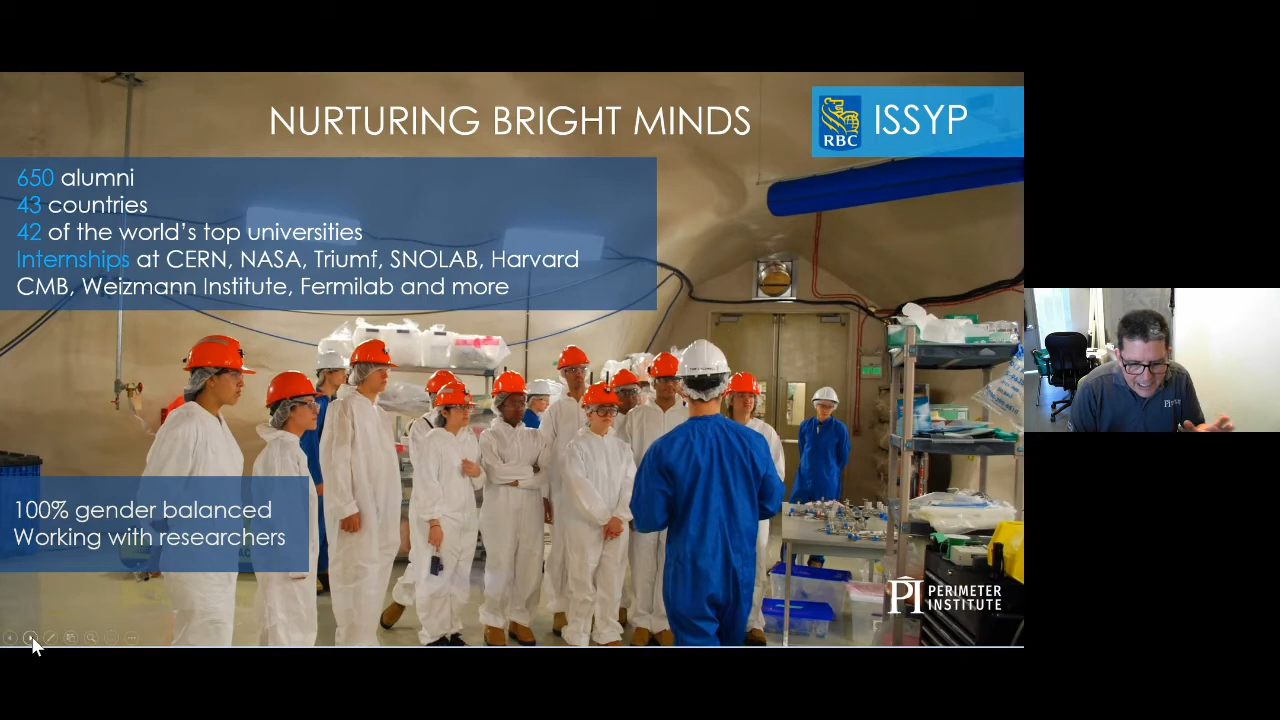 NURTURING BRIGHT MINDS
RBC
ISSYP
650 alumni
43 countries
42 of the world's top universities
Internships at CERN, NASA, Triumf, SNOLAB, Harvard
CMB, Weizmann Institute, Fermilab and more
100% gender balanced
Working with researchers
PI PERIMETER
INSTITUTE